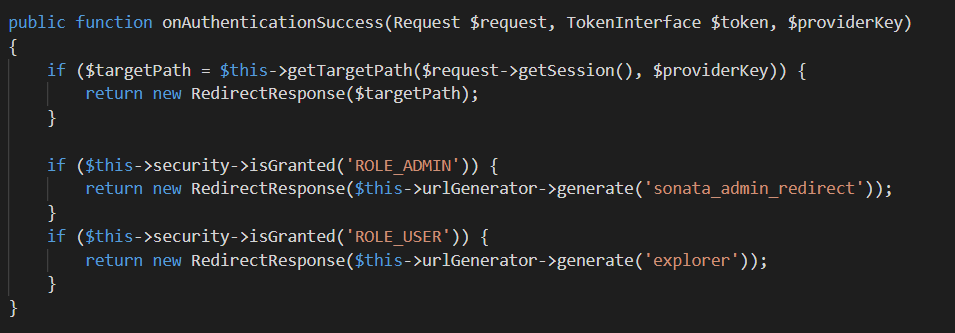 public function onAuthenticationSuccess(Request $request, TokenInterface $token, $providerKey)
{
    if ($targetPath = $this->getTargetPath($request->getSession(), $providerKey)) {
        return new RedirectResponse($targetPath);
    }

    if ($this->security->isGranted('ROLE_ADMIN')) {
        return new RedirectResponse($this->urlGenerator->generate('sonata_admin_redirect'));
    }
    if ($this->security->isGranted('ROLE_USER')) {
        return new RedirectResponse($this->urlGenerator->generate('explorer'));
    }
}